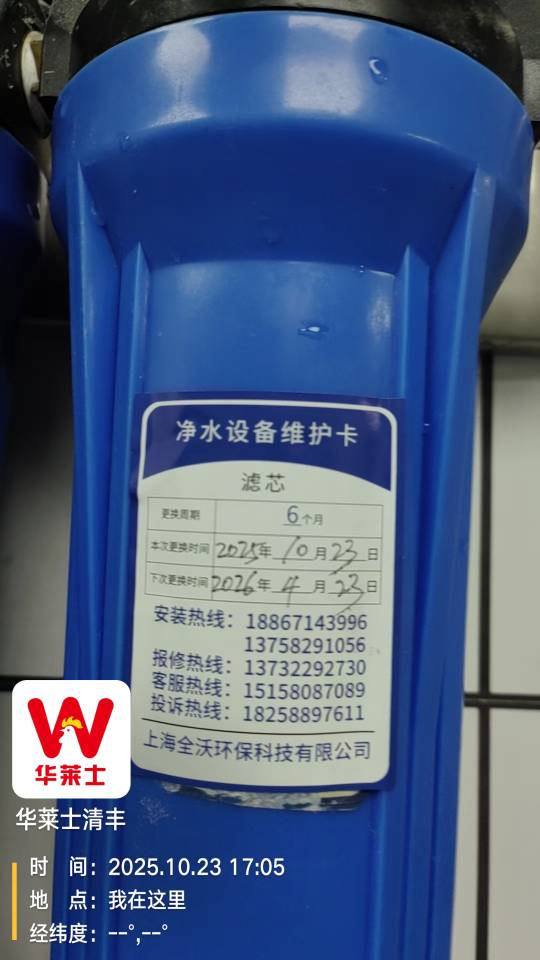 净水设备维护卡
滤芯
更换周期 6个月
本次更换时间 2025年10月23日
下次更换时间 2026年4月23日
安装热线：18867143996
13758291056
报修热线：13732292730
客服热线：15158087089
投诉热线：18258897611
上海全沃环保科技有限公司
华莱士
华莱士清丰
时 间：2025.10.23 17:05
地 点：我在这里
经纬度：--°,--°